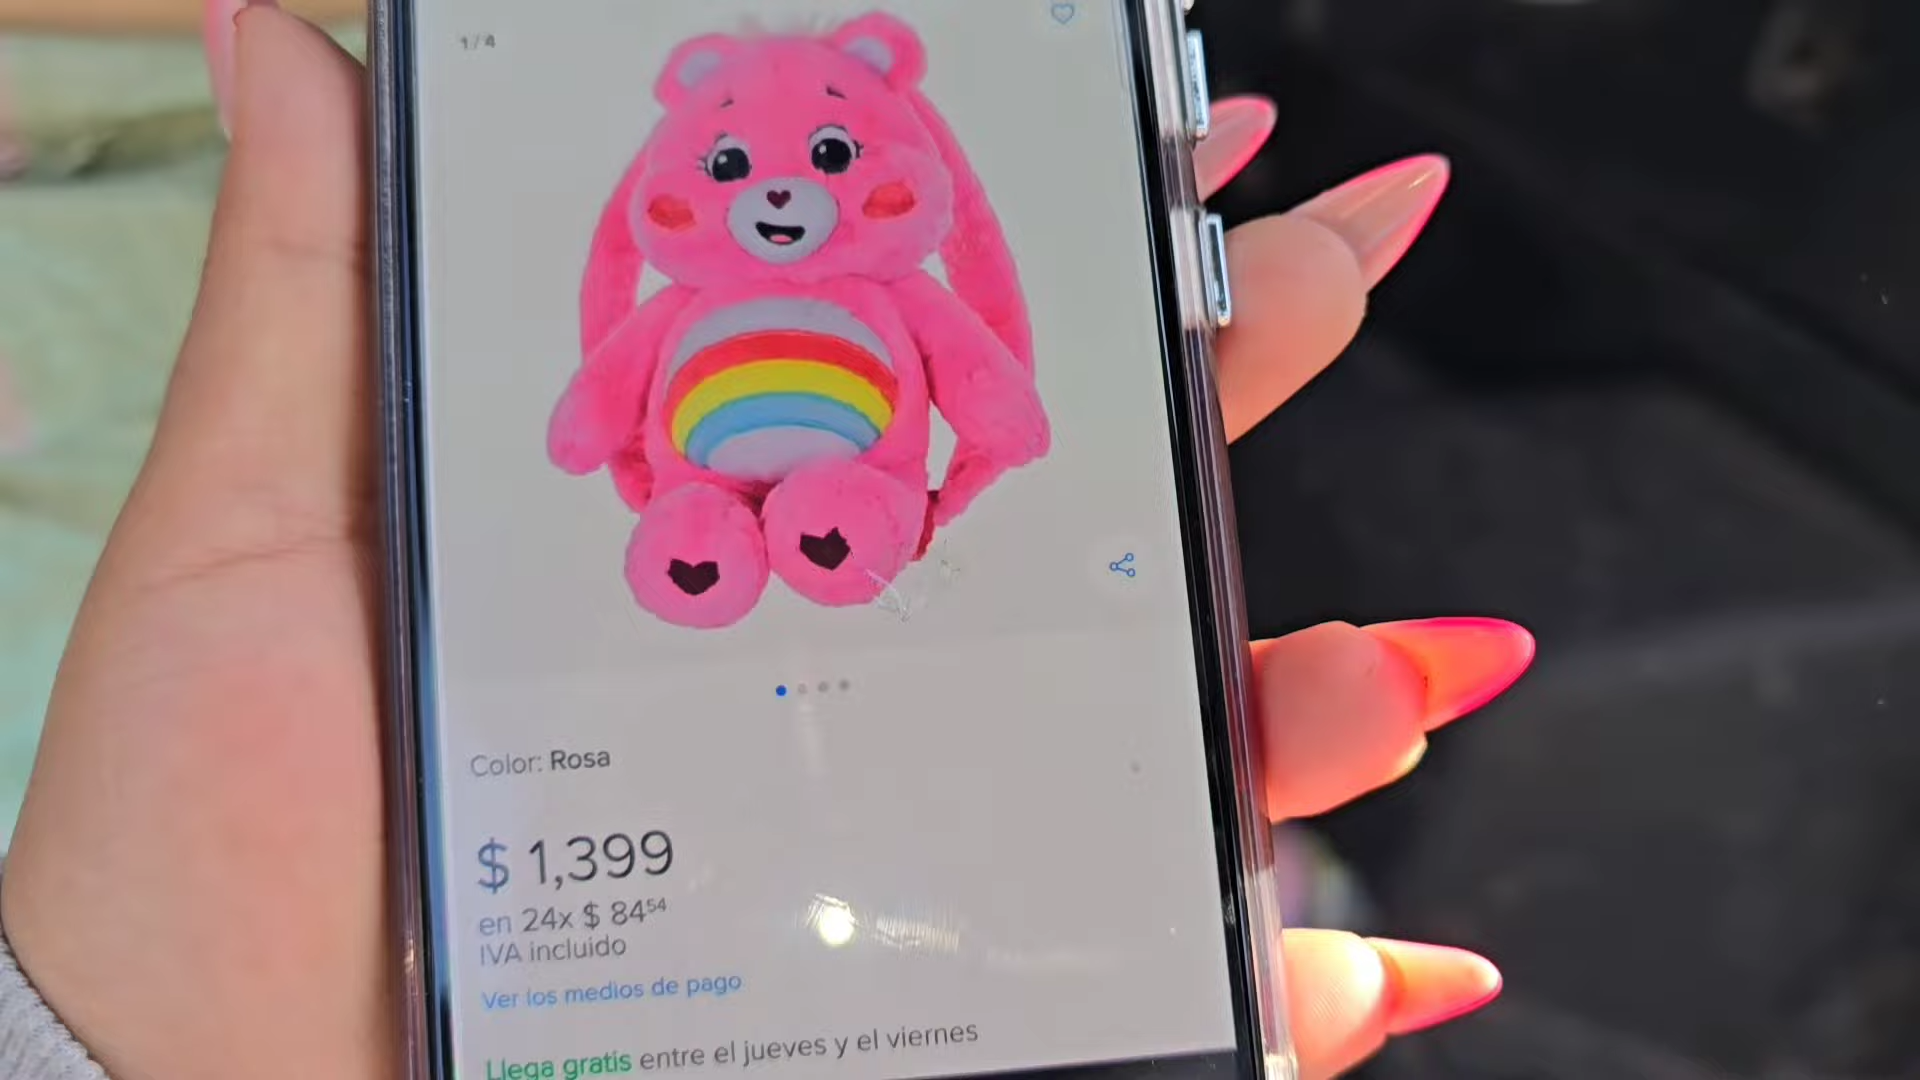 1/4
Color: Rosa
$ 1,399
en 24x $ 84⁵⁴
IVA incluido
Ver los medios de pago
Llega gratis entre el jueves y el viernes